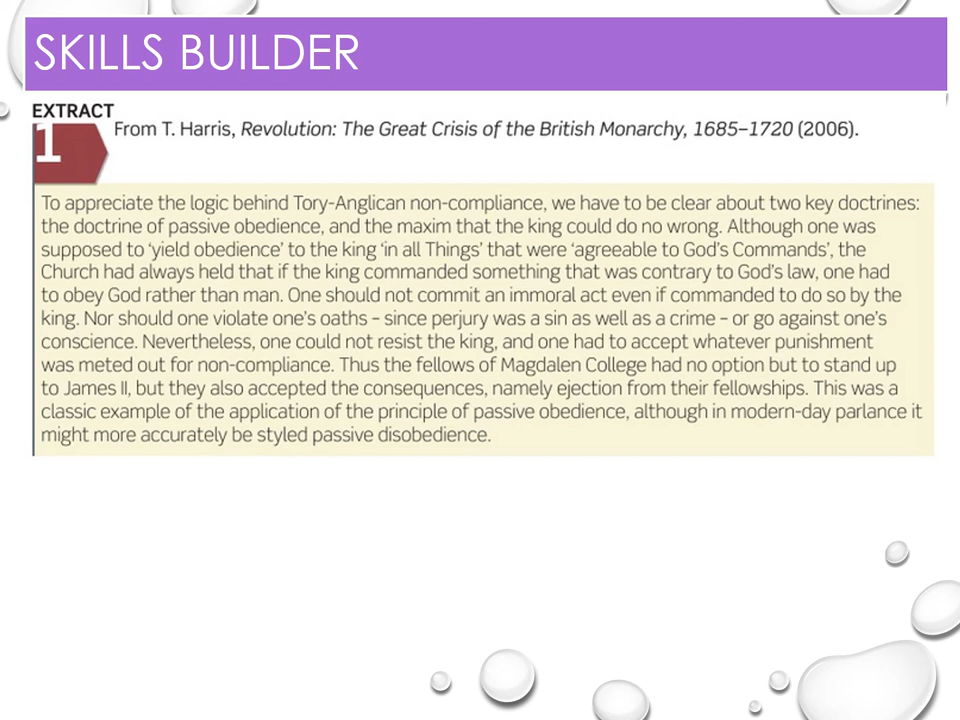 SKILLS BUILDER
EXTRACT
1
From T. Harris, Revolution: The Great Crisis of the British Monarchy, 1685–1720 (2006).
To appreciate the logic behind Tory-Anglican non-compliance, we have to be clear about two key doctrines:
the doctrine of passive obedience, and the maxim that the king could do no wrong. Although one was
supposed to ‘yield obedience’ to the king ‘in all Things’ that were ‘agreeable to God’s Commands’, the
Church had always held that if the king commanded something that was contrary to God’s law, one had
to obey God rather than man. One should not commit an immoral act even if commanded to do so by the
king. Nor should one violate one’s oaths – since perjury was a sin as well as a crime – or go against one’s
conscience. Nevertheless, one could not resist the king, and one had to accept whatever punishment
was meted out for non-compliance. Thus the fellows of Magdalen College had no option but to stand up
to James II, but they also accepted the consequences, namely ejection from their fellowships. This was a
classic example of the application of the principle of passive obedience, although in modern-day parlance it
might more accurately be styled passive disobedience.